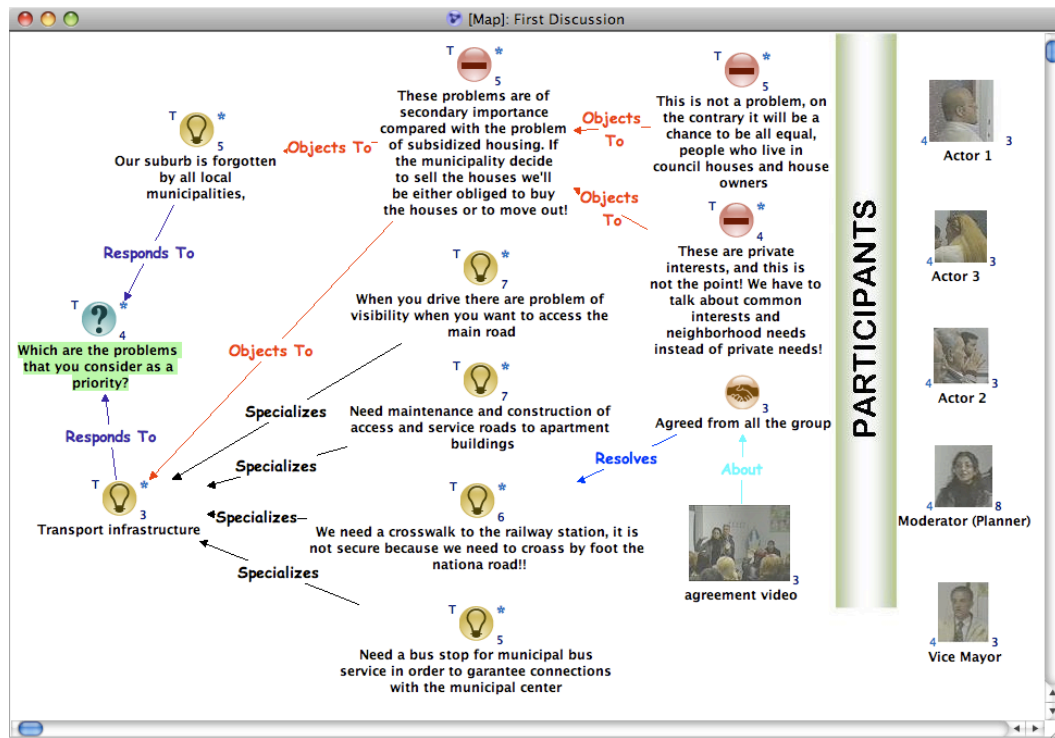 [Map]: First Discussion
T *
5
These problems are of
secondary importance
compared with the problem
of subsidized housing. If
the municipality decide
to sell the houses we'll
be either obliged to buy
the houses or to move out!
T *
5
This is not a problem, on
the contrary it will be a
chance to be all equal,
people who live in
council houses and house
owners
Objects
To
T *
5
Our suburb is forgotten
by all local
municipalities,
Objects To
Objects
To
T *
4
These are private
interests, and this is
not the point! We have to
talk about common
interests and
neighborhood needs
instead of private needs!
Responds To
T *
4
Which are the problems
that you consider as a
priority?
Objects To
T *
7
When you drive there are problem of
visibility when you want to access the
main road
Specializes
T *
7
Need maintenance and construction of
access and service roads to apartment
buildings
Specializes
3
Agreed from all the group
Resolves
About
Responds To
T *
3
Transport infrastructure
Specializes
T *
6
We need a crosswalk to the railway station, it is
not secure because we need to croass by foot the
nationa road!!
3
agreement video
Specializes
T *
5
Need a bus stop for municipal bus
service in order to garantee connections
with the municipal center
PARTICIPANTS
4 3
Actor 1
4 3
Actor 3
4 3
Actor 2
4 8
Moderator (Planner)
4 3
Vice Mayor